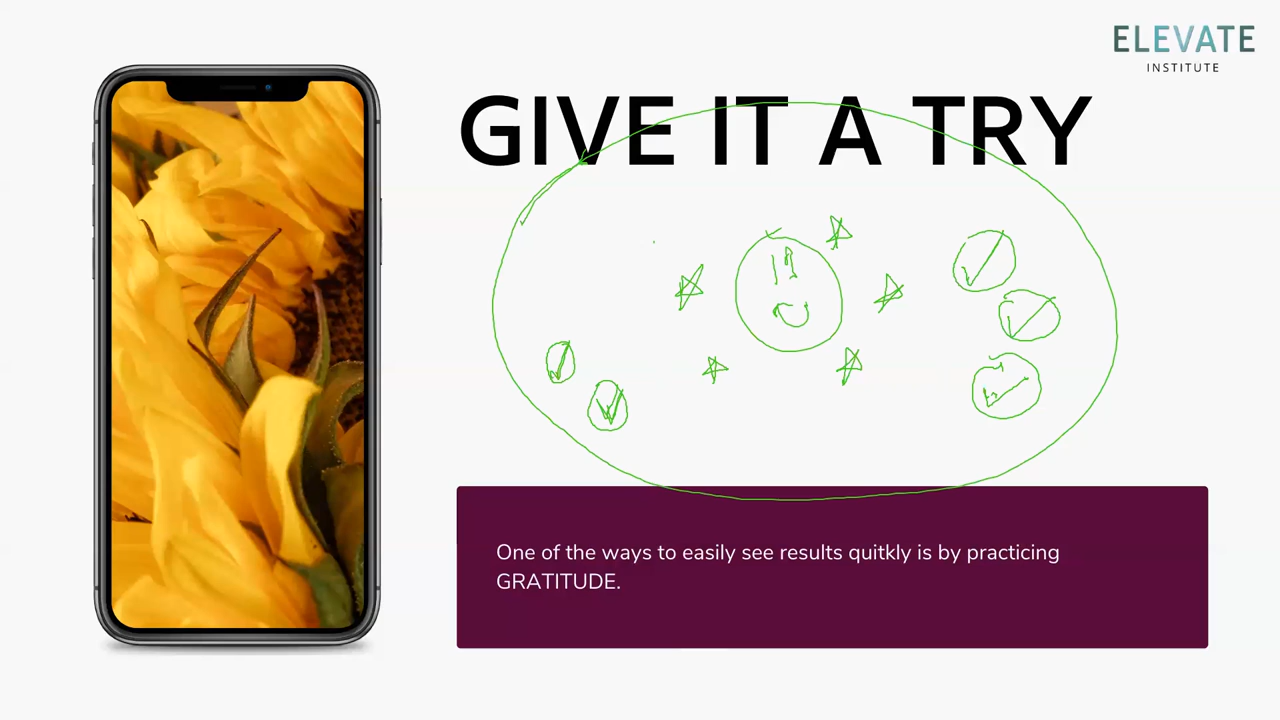 ELEVATE
INSTITUTE
GIVE IT A TRY
One of the ways to easily see results quitkly is by practicing
GRATITUDE.